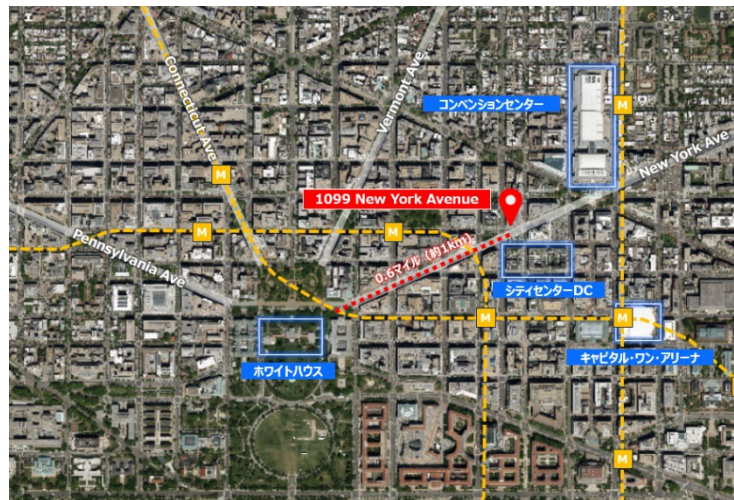 Connecticut Ave
Vermont Ave
コンベンションセンター
M
New York Ave
M
1099 New York Avenue
M
M
Pennsylvania Ave
0.6マイル (約1km)
シティセンターDC
M
M
ホワイトハウス
キャピタル・ワン・アリーナ
M